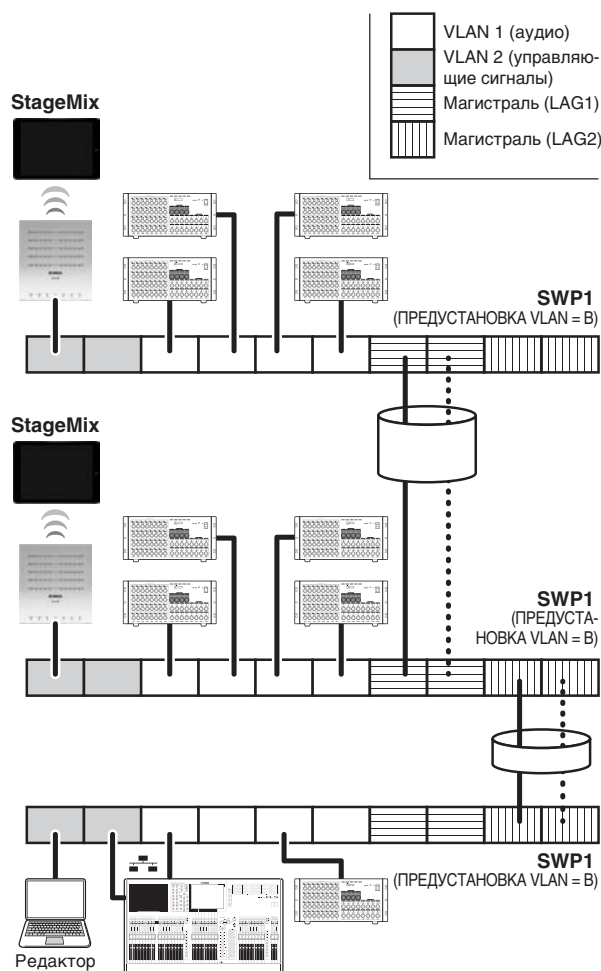 VLAN 1 (аудио)
VLAN 2 (управляю-
щие сигналы)
Магистраль (LAG1)
Магистраль (LAG2)
StageMix
SWP1
(ПРЕДУСТАНОВКА VLAN = B)
StageMix
SWP1
(ПРЕДУСТА-
НОВКА VLAN = B)
SWP1
(ПРЕДУСТАНОВКА VLAN = B)
Редактор